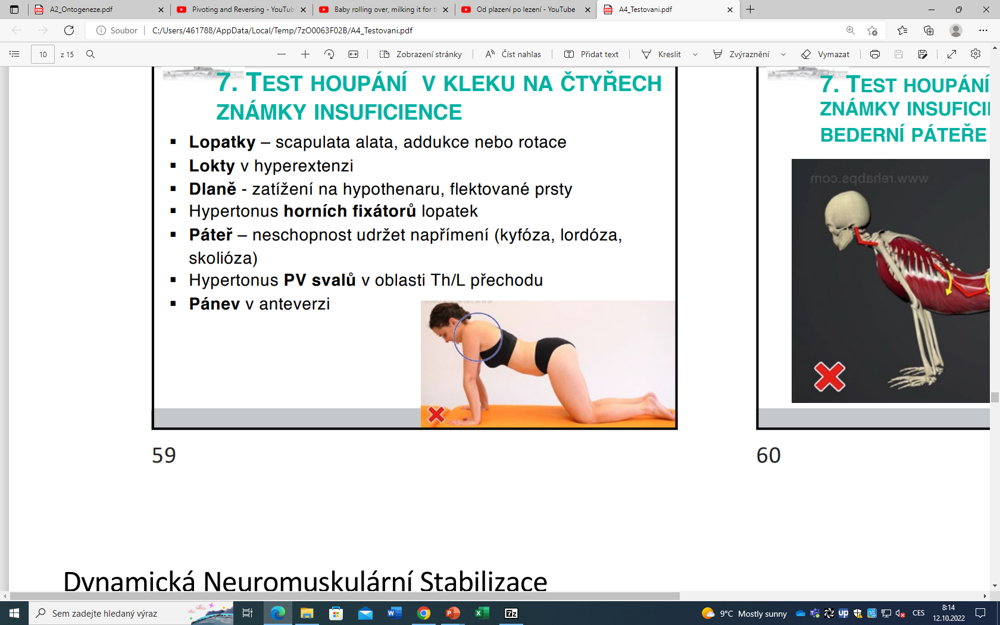 A2_Ontogeneze.pdf
Pivoting and Reversing - YouTub
Baby rolling over, milking it for t
Od plazení po lezení - YouTube
A4_Testovani.pdf
Soubor
C:/Users/461788/AppData/Local/Temp/7zO0063F02B/A4_Testovani.pdf
10 z 15
Zobrazení stránky
Číst nahlas
Přidat text
Kreslit
Zvýraznění
Vymazat
7. TEST HOUPÁNÍ V KLEKU NA ČTYŘECH
ZNÁMKY INSUFICIENCE
▪ Lopatky – scapulata alata, addukce nebo rotace
▪ Lokty v hyperextenzi
▪ Dlaně - zatížení na hypothenaru, flektované prsty
▪ Hypertonus horních fixátorů lopatek
▪ Páteř – neschopnost udržet napřímení (kyfóza, lordóza,
skolióza)
▪ Hypertonus PV svalů v oblasti Th/L přechodu
▪ Pánev v anteverzi
59
7. TEST HOUPÁNÍ
ZNÁMKY INSUFICI
BEDERNÍ PÁTEŘE
www.rehabps.com
60
Dynamická Neuromuskulární Stabilizace
Sem zadejte hledaný výraz
9°C Mostly sunny
CES
8:14
12.10.2022